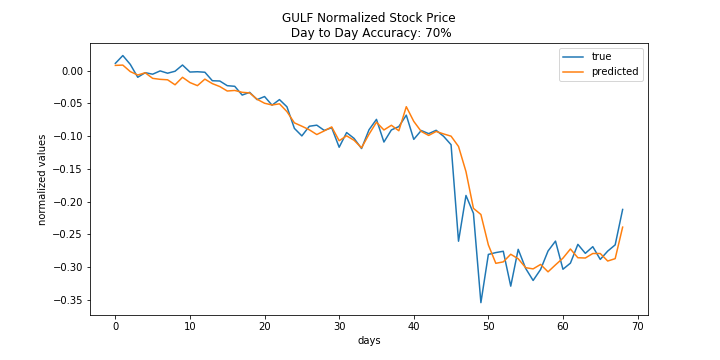 GULF Normalized Stock Price
Day to Day Accuracy: 70%
true
predicted
normalized values
0.00
−0.05
−0.10
−0.15
−0.20
−0.25
−0.30
−0.35
0 10 20 30 40 50 60 70
days